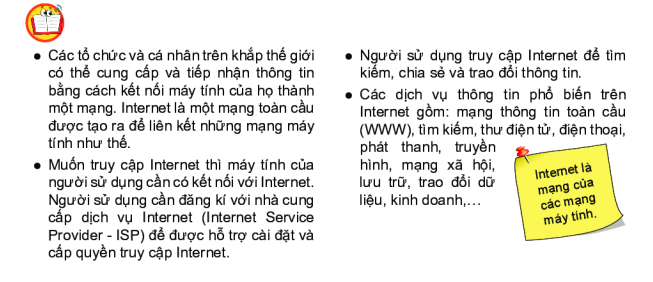 ● Các tổ chức và cá nhân trên khắp thế giới
có thể cung cấp và tiếp nhận thông tin
bằng cách kết nối máy tính của họ thành
một mạng. Internet là một mạng toàn cầu
được tạo ra để liên kết những mạng máy
tính như thế.
● Muốn truy cập Internet thì máy tính của
người sử dụng cần có kết nối với Internet.
Người sử dụng cần đăng kí với nhà cung
cấp dịch vụ Internet (Internet Service
Provider - ISP) để được hỗ trợ cài đặt và
cấp quyền truy cập Internet.
● Người sử dụng truy cập Internet để tìm
kiếm, chia sẻ và trao đổi thông tin.
● Các dịch vụ thông tin phổ biến trên
Internet gồm: mạng thông tin toàn cầu
(WWW), tìm kiếm, thư điện tử, điện thoại,
phát thanh, truyền
hình, mạng xã hội,
lưu trữ, trao đổi dữ
liệu, kinh doanh,...
Internet là
mạng của
các mạng
máy tính.